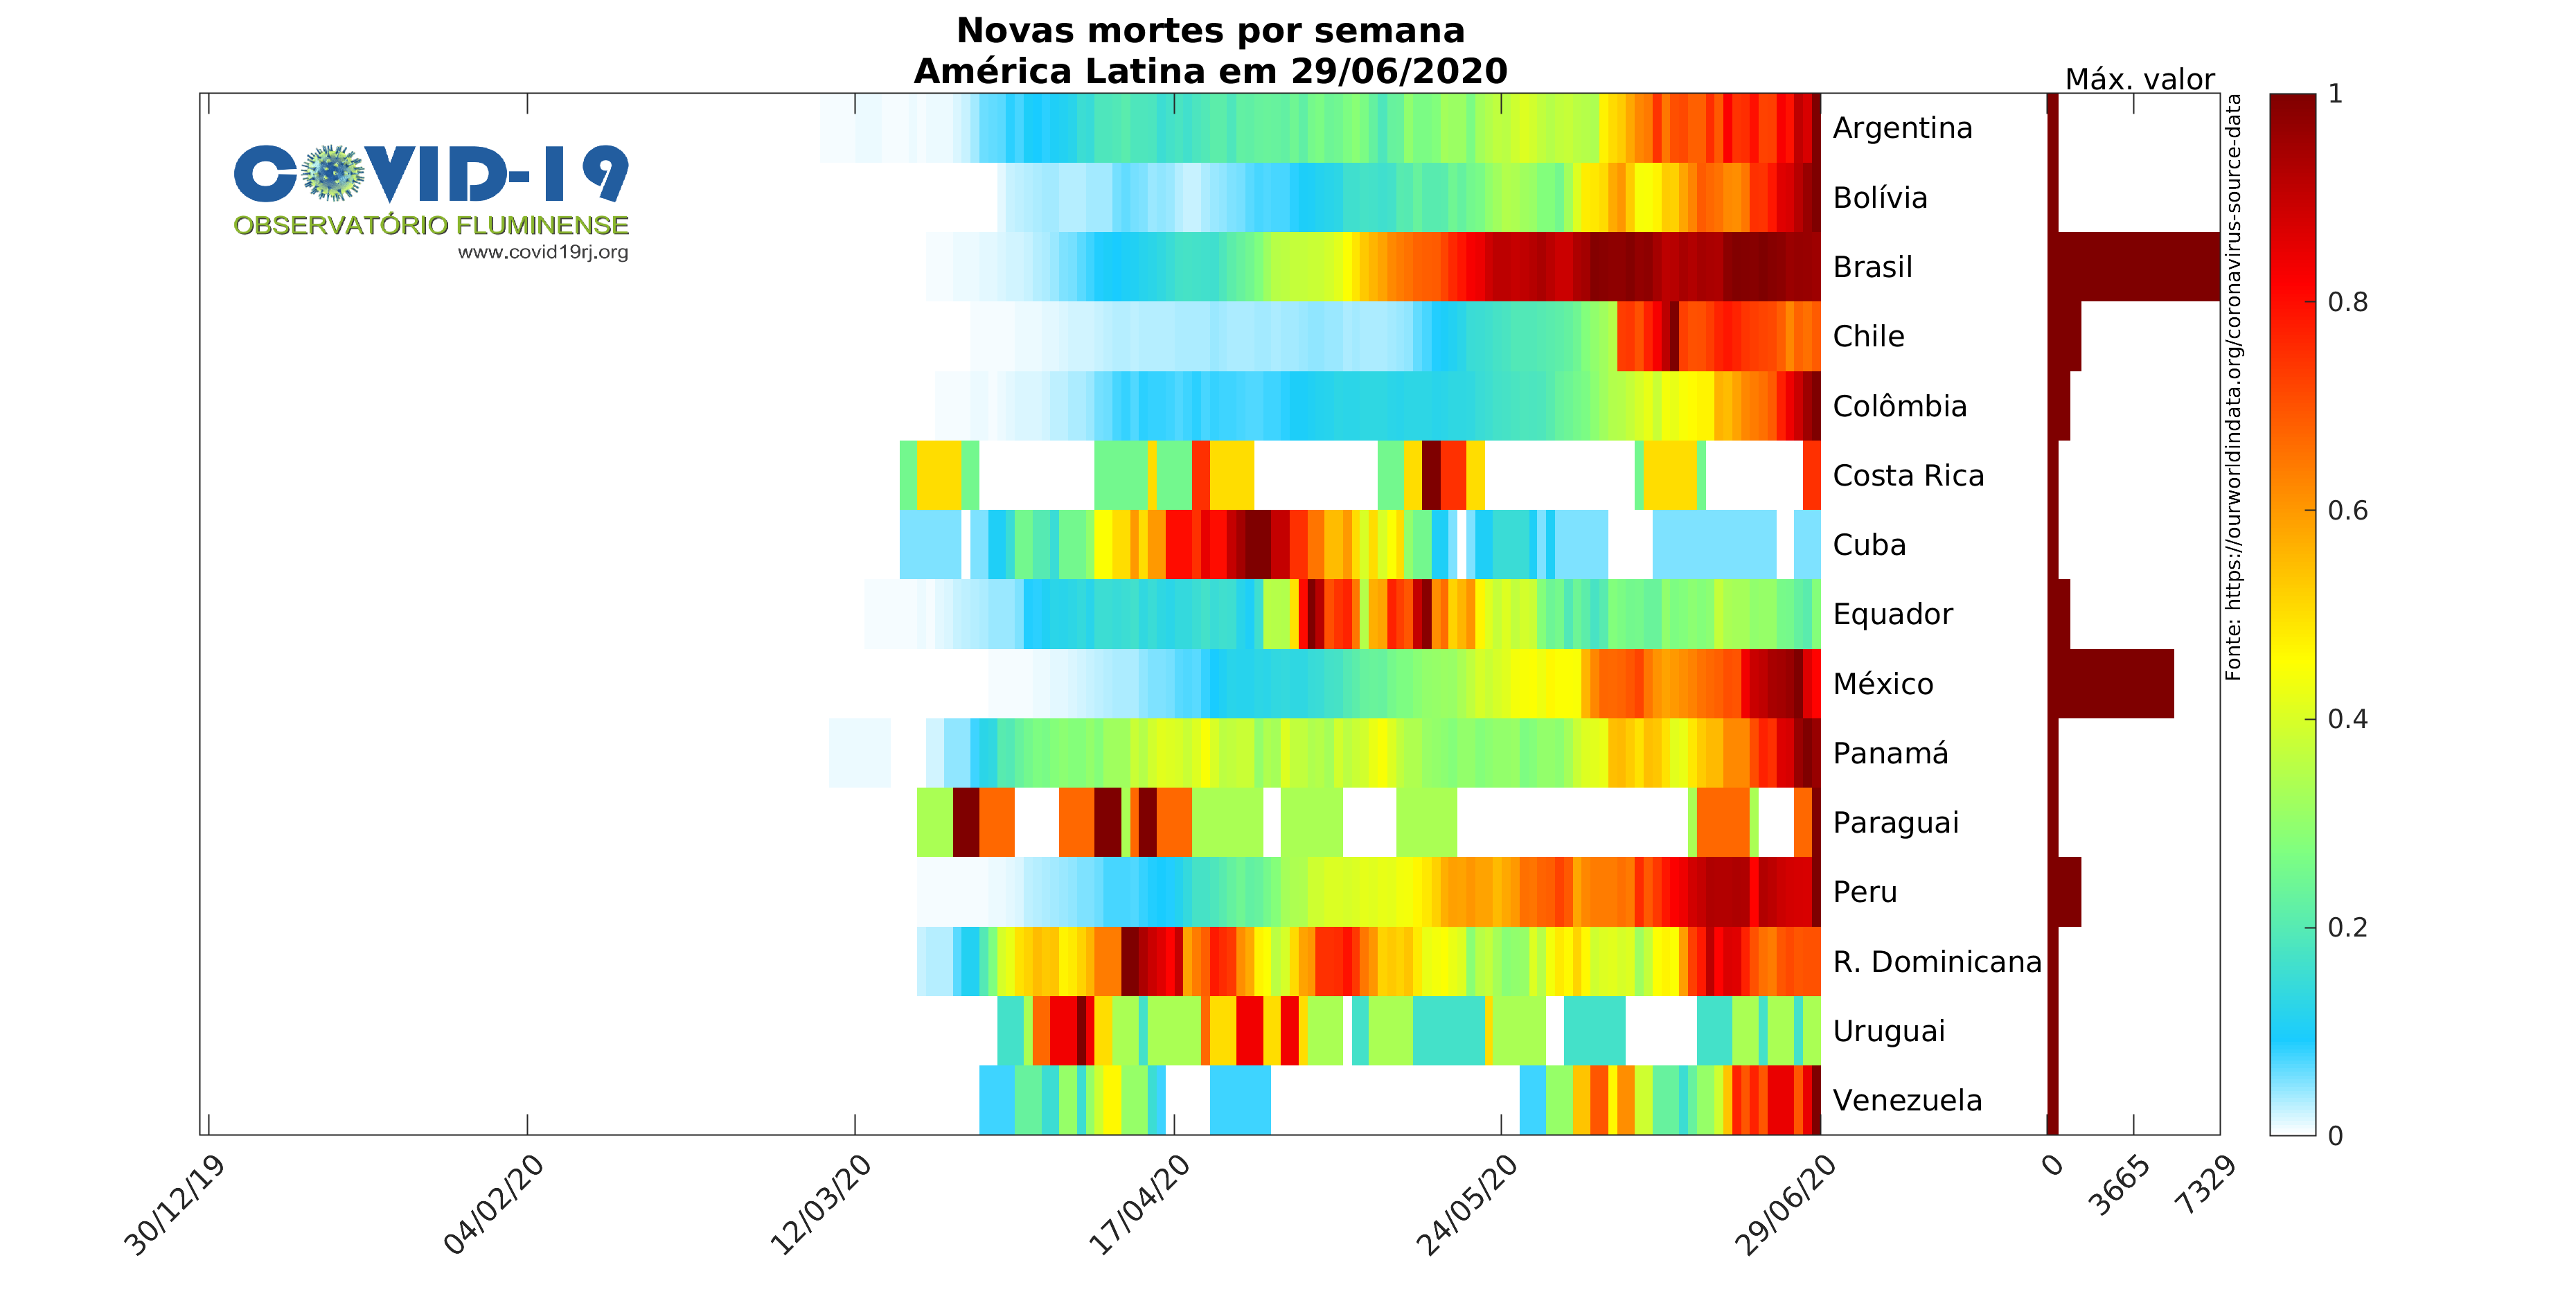 Novas mortes por semana
América Latina em 29/06/2020
Máx. valor
COVID-19
OBSERVATÓRIO FLUMINENSE
www.covid19rj.org
Argentina
Bolívia
Brasil
Chile
Colômbia
Costa Rica
Cuba
Equador
México
Panamá
Paraguai
Peru
R. Dominicana
Uruguai
Venezuela
Fonte: https://ourworldindata.org/coronavirus-source-data
1
0.8
0.6
0.4
0.2
0
30/12/19
04/02/20
12/03/20
17/04/20
24/05/20
29/06/20
0
3665
7329